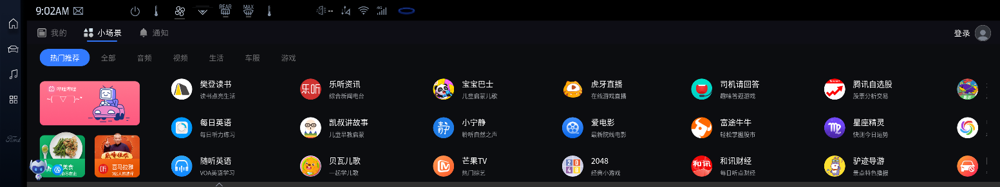 9:02AM
REAR
MAX
--
4G
我的
小场景
通知
登录
热门推荐
全部
音频
视频
生活
车服
游戏
哔哩哔哩
~(￣▽￣)~*
美食
喜马拉雅
樊登读书
读书点亮生活
乐听
乐听资讯
综合新闻电台
宝宝巴士
儿童启蒙儿歌
虎牙直播
在线游戏直播
司机请回答
趣味答题游戏
Tencent
腾讯自选股
股票分析交易
每日英语
每日听力练习
凯叔讲故事
儿童早教启蒙
静
小宁静
聆听自然之声
爱电影
最新院线电影
富途牛牛
轻松掌握股市
星座精灵
快测今日运势
随听英语
VOA英语学习
贝瓦儿歌
一起学儿歌
芒果TV
热门综艺
2048
2048
经典小游戏
和讯
和讯财经
每日听点财经
驴迹导游
景点特色播报
Ford